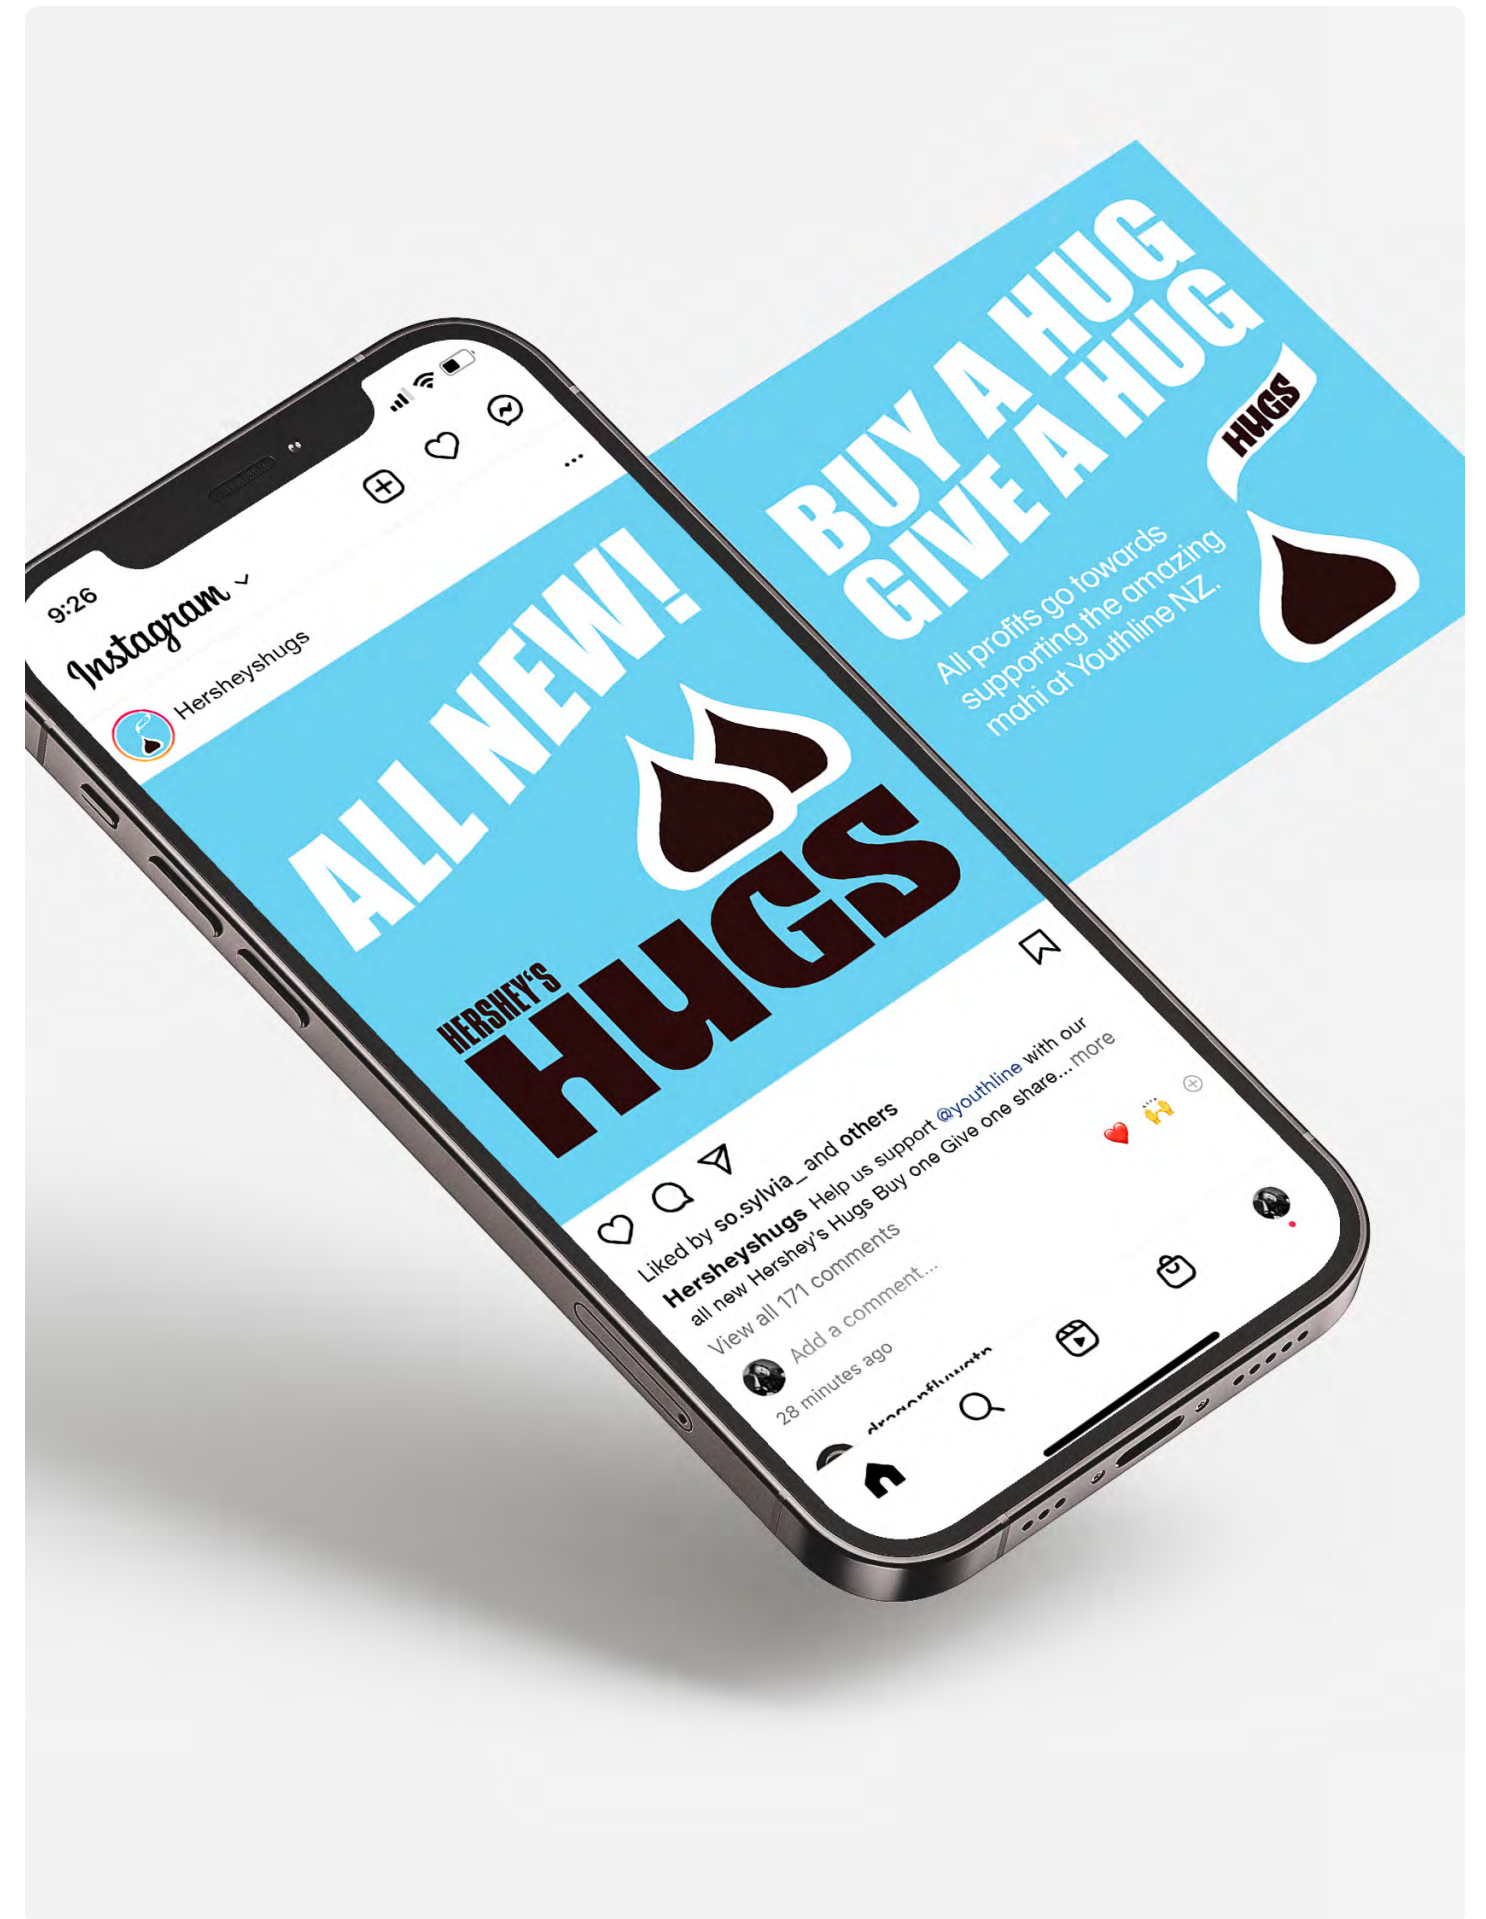 9:26
Instagram
Hersheyshugs
ALL NEW!
HERSHEY'S
HUGS
BUY A HUG
GIVE A HUG
HUGS
All profits go towards
supporting the amazing
mahi at Youthline NZ.
Liked by so.sylvia_ and others
Hersheyshugs Help us support @youthline with our
all new Hershey's Hugs Buy one Give one share... more
View all 171 comments
Add a comment...
28 minutes ago